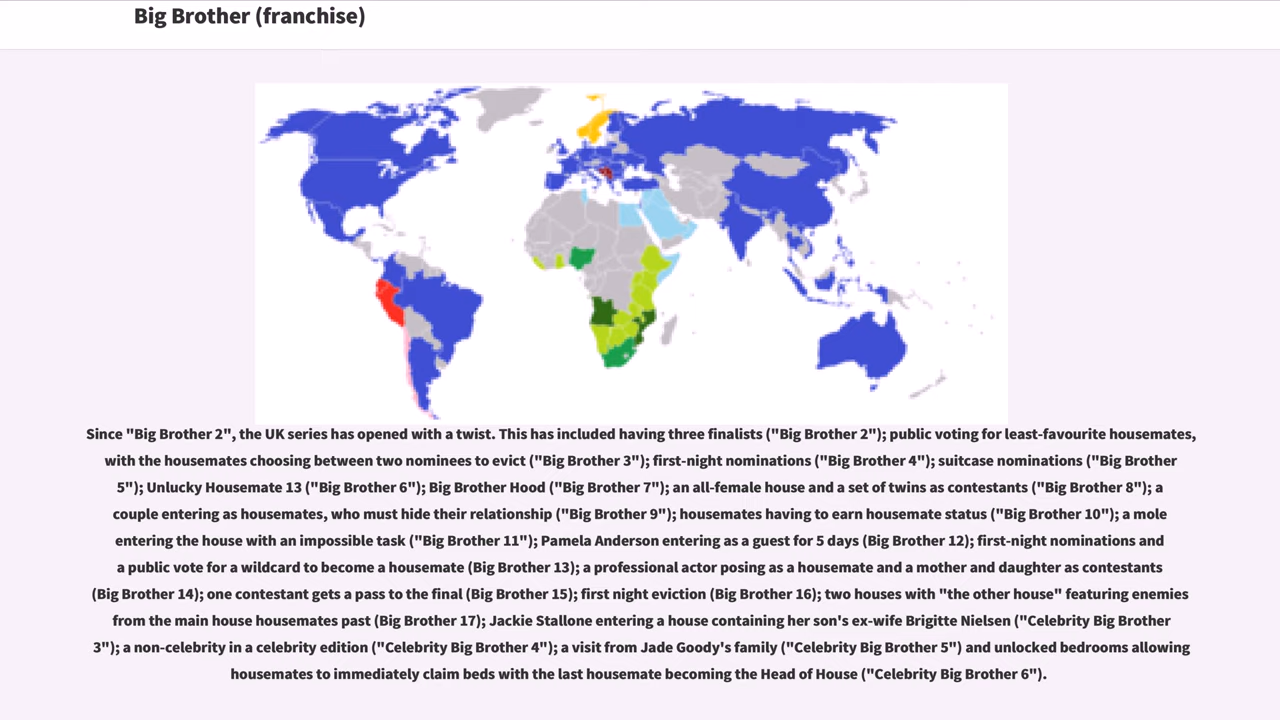 Big Brother (franchise)
Since "Big Brother 2", the UK series has opened with a twist. This has included having three finalists ("Big Brother 2"); public voting for least-favourite housemates,
with the housemates choosing between two nominees to evict ("Big Brother 3"); first-night nominations ("Big Brother 4"); suitcase nominations ("Big Brother
5"); Unlucky Housemate 13 ("Big Brother 6"); Big Brother Hood ("Big Brother 7"); an all-female house and a set of twins as contestants ("Big Brother 8"); a
couple entering as housemates, who must hide their relationship ("Big Brother 9"); housemates having to earn housemate status ("Big Brother 10"); a mole
entering the house with an impossible task ("Big Brother 11"); Pamela Anderson entering as a guest for 5 days (Big Brother 12); first-night nominations and
a public vote for a wildcard to become a housemate (Big Brother 13); a professional actor posing as a housemate and a mother and daughter as contestants
(Big Brother 14); one contestant gets a pass to the final (Big Brother 15); first night eviction (Big Brother 16); two houses with "the other house" featuring enemies
from the main house housemates past (Big Brother 17); Jackie Stallone entering a house containing her son's ex-wife Brigitte Nielsen ("Celebrity Big Brother
3"); a non-celebrity in a celebrity edition ("Celebrity Big Brother 4"); a visit from Jade Goody's family ("Celebrity Big Brother 5") and unlocked bedrooms allowing
housemates to immediately claim beds with the last housemate becoming the Head of House ("Celebrity Big Brother 6").